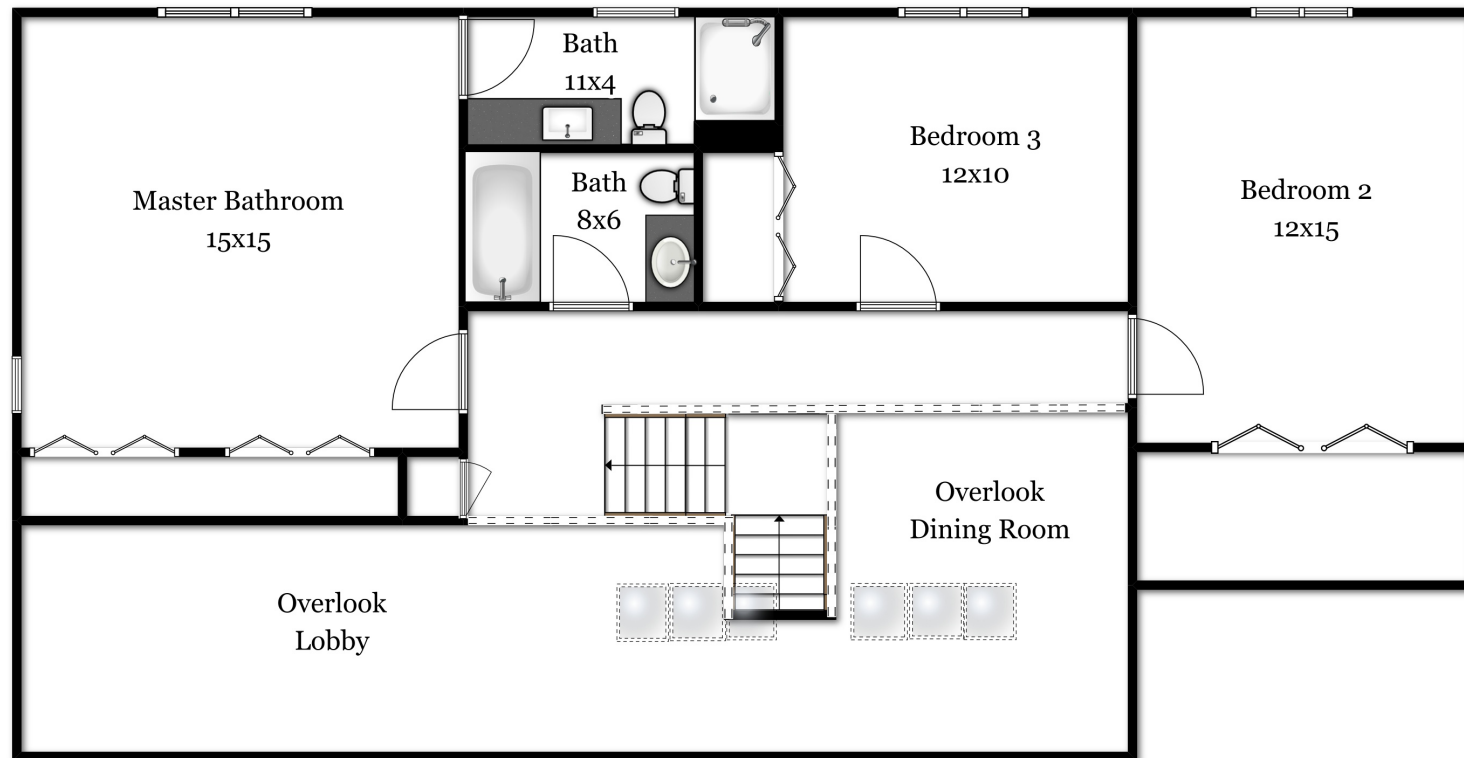 Bath
11x4
Bedroom 3
12x10
Master Bathroom
15x15
Bath
8x6
Bedroom 2
12x15
Overlook
Dining Room
Overlook
Lobby